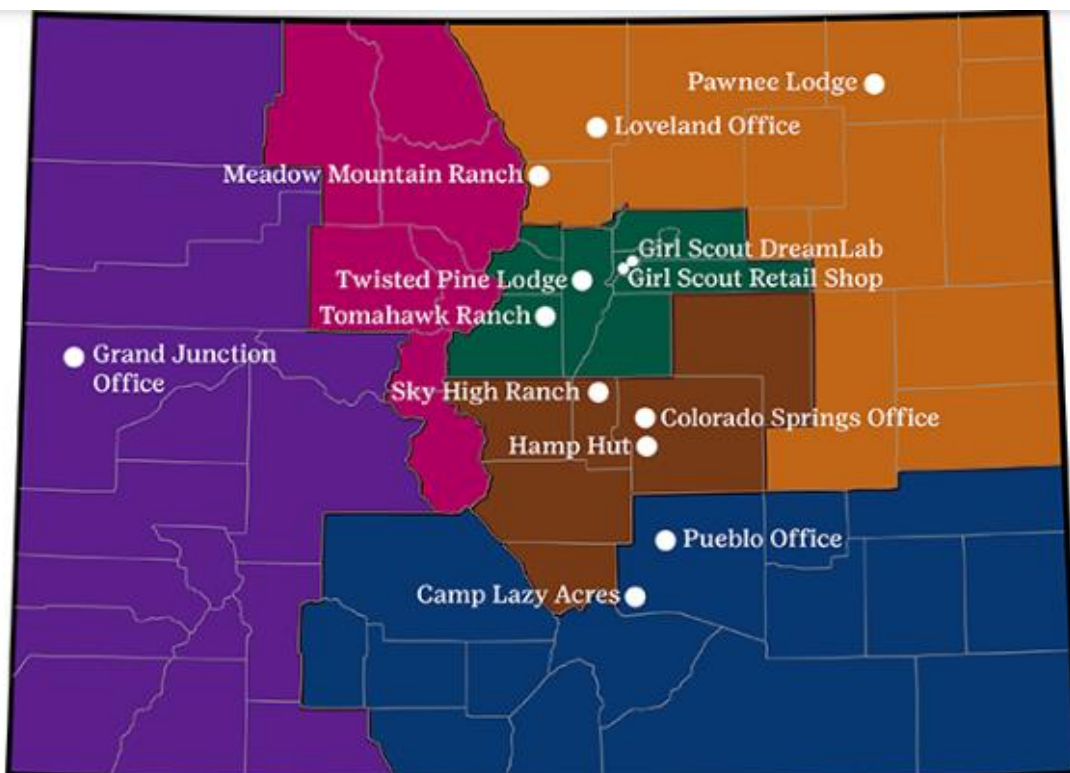 Pawnee Lodge
Loveland Office
Meadow Mountain Ranch
Girl Scout DreamLab
Twisted Pine Lodge
Girl Scout Retail Shop
Tomahawk Ranch
Grand Junction
Office
Sky High Ranch
Colorado Springs Office
Hamp Hut
Pueblo Office
Camp Lazy Acres